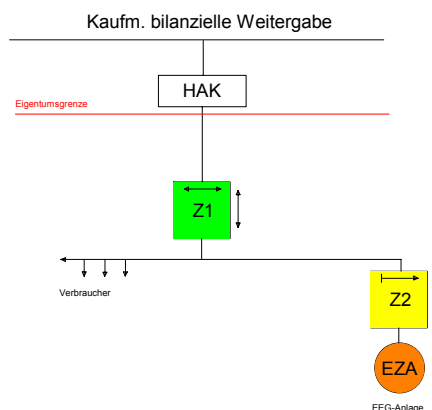 Kaufm. bilanzielle Weitergabe
HAK
Eigentumsgrenze
Z1
Verbraucher
Z2
EZA
EEG-Anlage